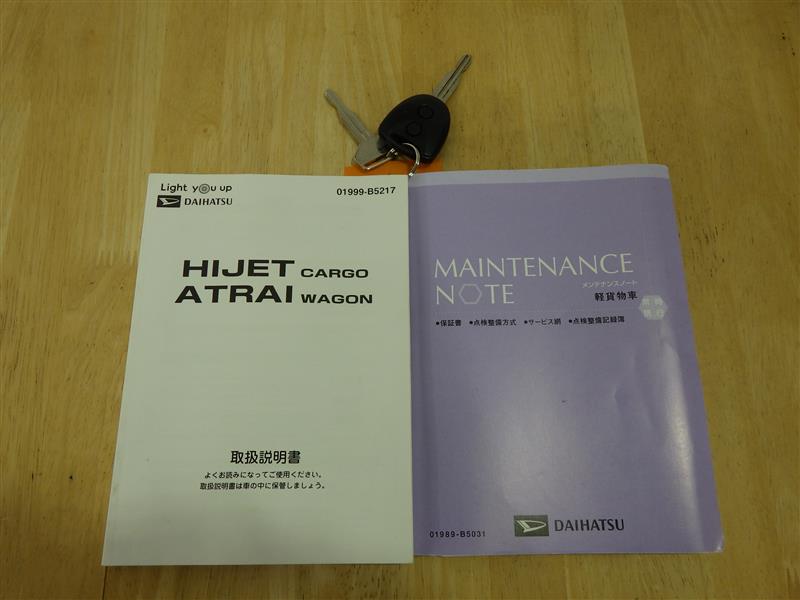 Light you up
DAIHATSU
01999-B5217
HIJET CARGO
ATRAI WAGON
取扱説明書
よくお読みになってご使用ください。
取扱説明書は車の中に保管しましょう。
MAINTENANCE
NOTE
メンテナンスノート
軽貨物車
●保証書 ●点検整備方式 ●サービス網 ●点検整備記録簿
01989-B5031
DAIHATSU